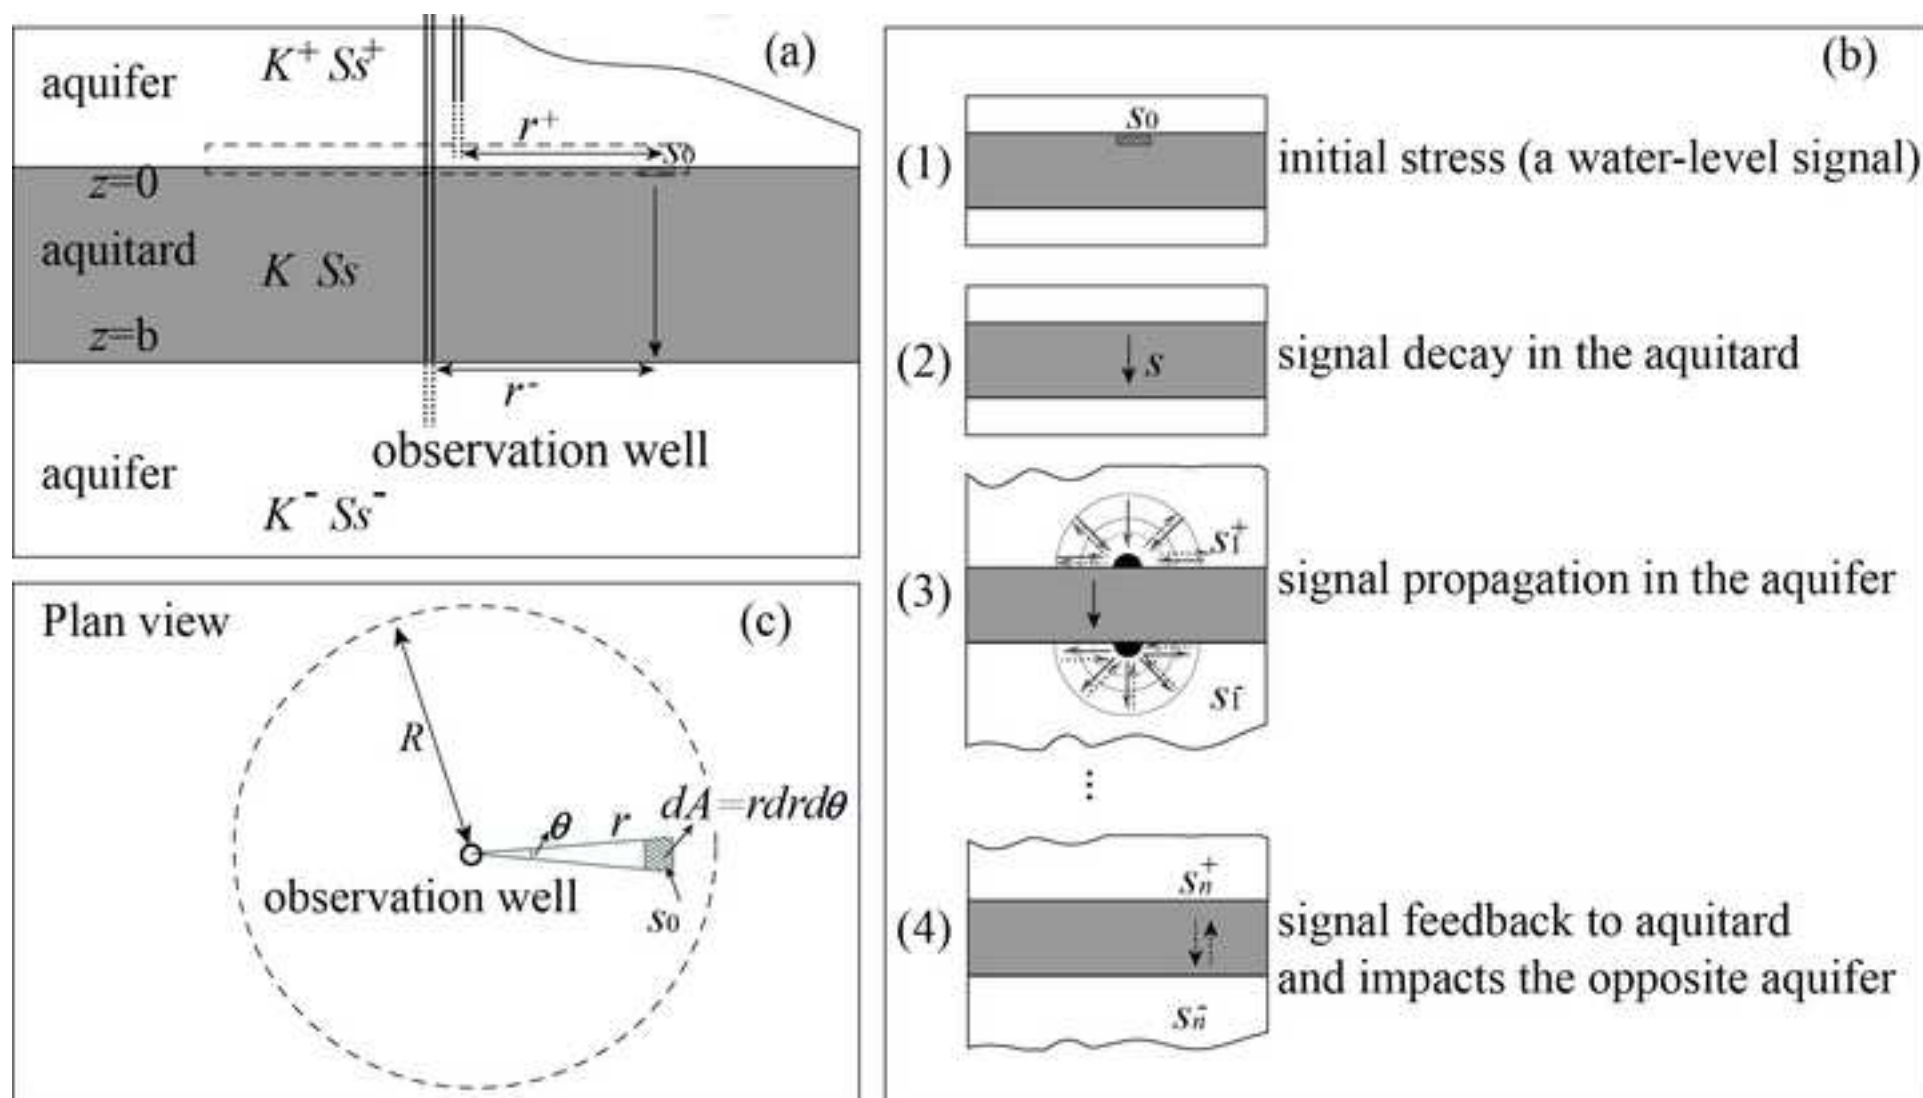 (a)
K⁺ Ss⁺
aquifer
r⁺
s₀
z=0
aquitard
K Ss
z=b
r⁻
observation well
aquifer
K⁻ Ss⁻
(b)
s₀
(1) initial stress (a water-level signal)
(2) s signal decay in the aquitard
s₁⁺
(3) signal propagation in the aquifer
s₁⁻
⋮
sₙ⁺
(4) signal feedback to aquitard
and impacts the opposite aquifer
sₙ⁻
Plan view (c)
R
θ r dA=rdrdθ
observation well
s₀